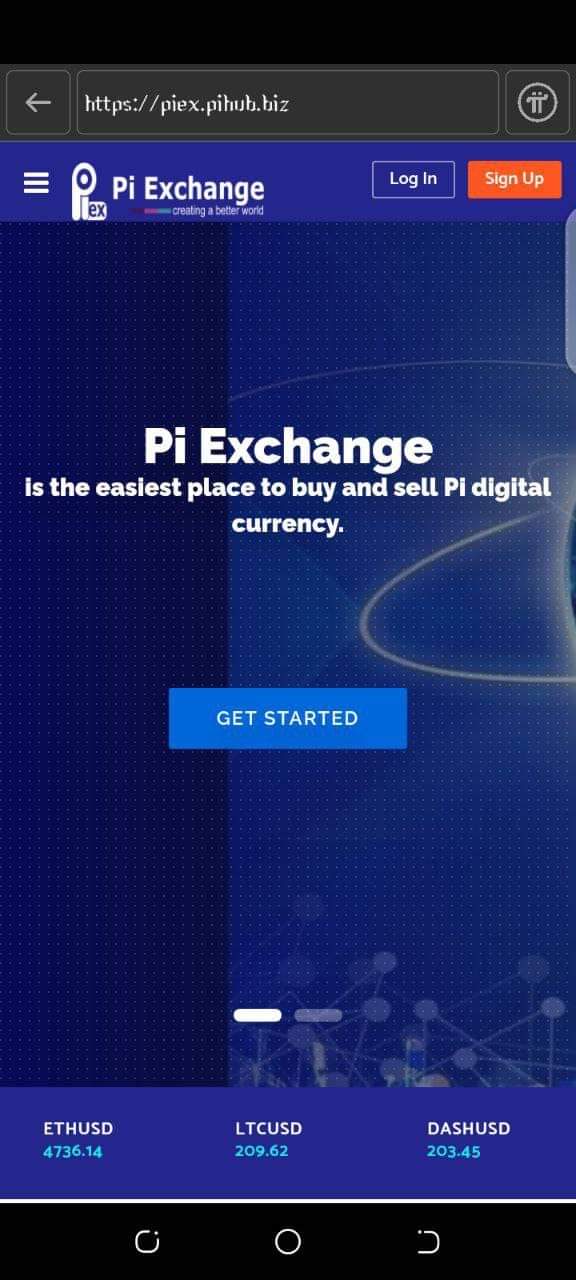 https://piex.pihub.biz
Piex
Pi Exchange
creating a better world
Log In
Sign Up
Pi Exchange
is the easiest place to buy and sell Pi digital
currency.
GET STARTED
ETHUSD
4736.14
LTCUSD
209.62
DASHUSD
203.45